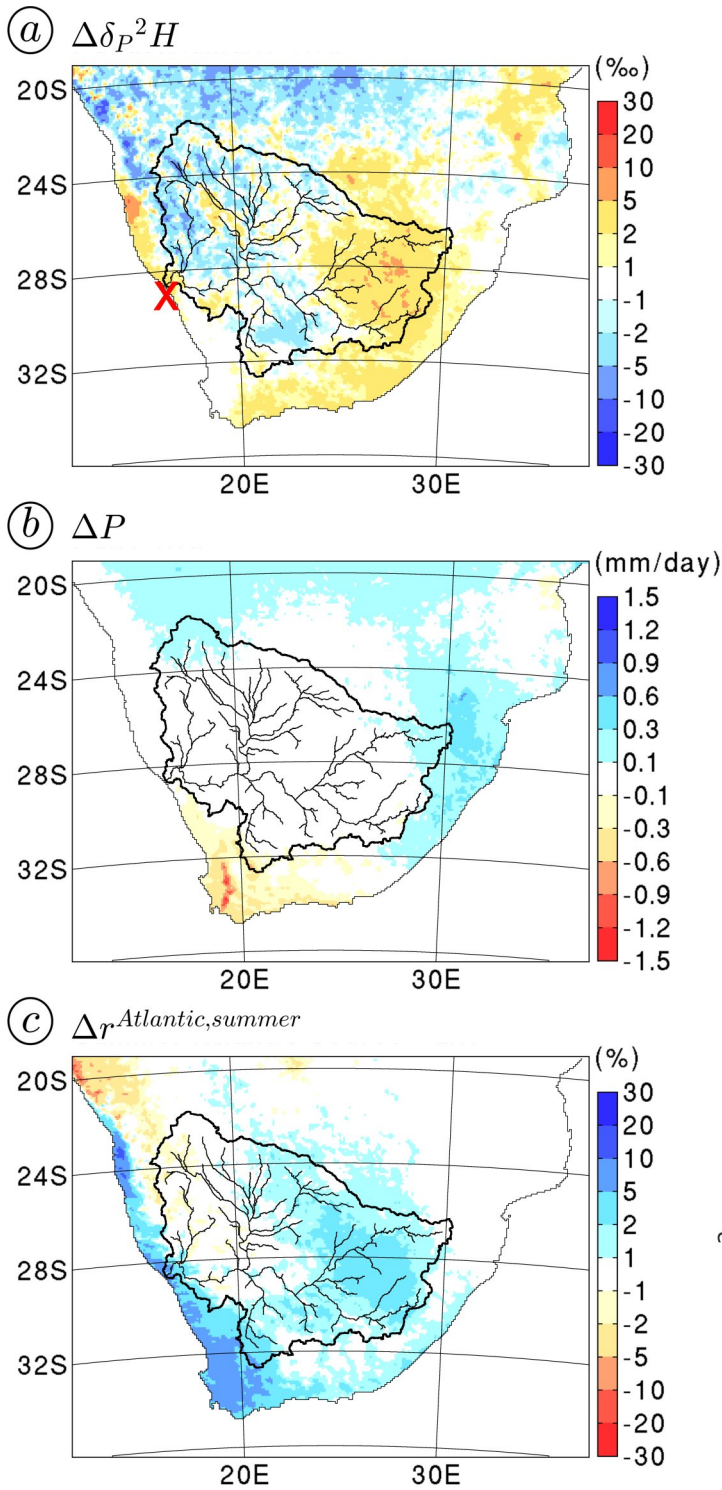 a Δδ_P²H
(‰)
20S
24S
28S
32S
X
20E
30E
30
20
10
5
2
1
-1
-2
-5
-10
-20
-30
b ΔP
(mm/day)
20S
24S
28S
32S
20E
30E
1.5
1.2
0.9
0.6
0.3
0.1
-0.1
-0.3
-0.6
-0.9
-1.2
-1.5
c Δr^Atlantic,summer
(%)
20S
24S
28S
32S
20E
30E
30
20
10
5
2
1
-1
-2
-5
-10
-20
-30